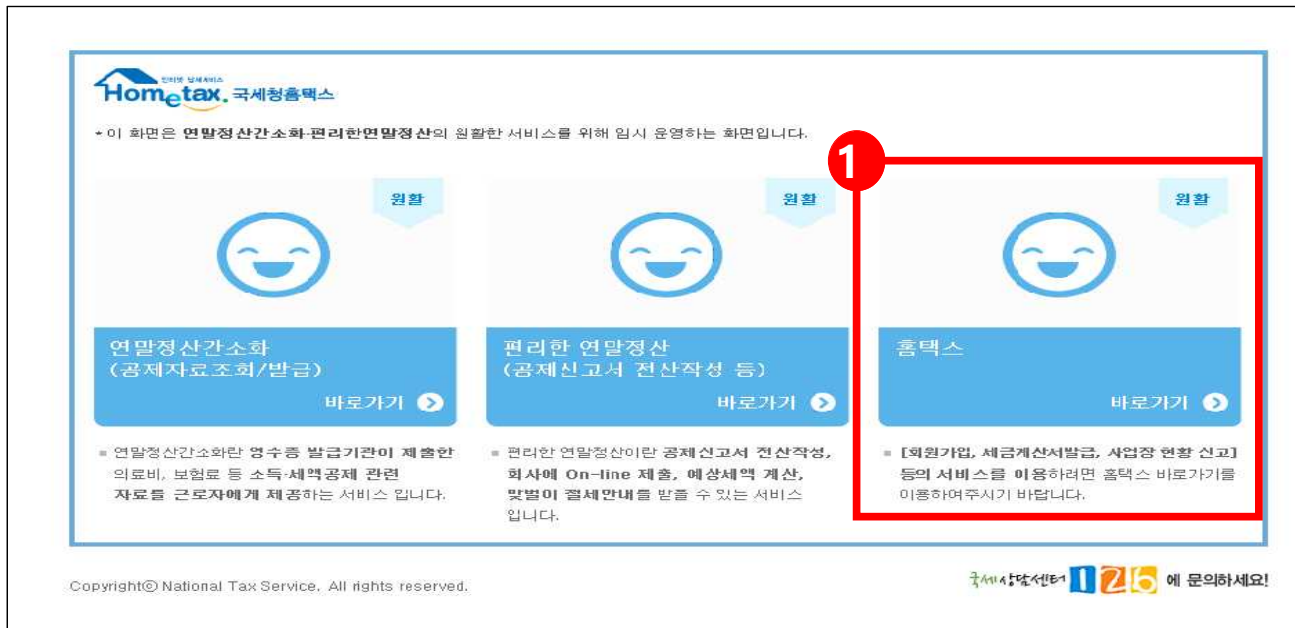 인터넷 납세서비스
Hometax. 국세청홈택스
* 이 화면은 연말정산간소화·편리한연말정산의 원활한 서비스를 위해 임시 운영하는 화면입니다.
1
원활
원활
원활
연말정산간소화
(공제자료조회/발급)
바로가기
편리한 연말정산
(공제신고서 전산작성 등)
바로가기
홈택스
바로가기
연말정산간소화란 영수증 발급기관이 제출한
의료비, 보험료 등 소득·세액공제 관련
자료를 근로자에게 제공하는 서비스 입니다.
편리한 연말정산이란 공제신고서 전산작성,
회사에 On-line 제출, 예상세액 계산,
맞벌이 절세안내를 받을 수 있는 서비스
입니다.
[회원가입, 세금계산서발급, 사업장 현황 신고]
등의 서비스를 이용하려면 홈택스 바로가기를
이용하여주시기 바랍니다.
Copyrightⓒ National Tax Service. All rights reserved.
국세상담센터 126 에 문의하세요!